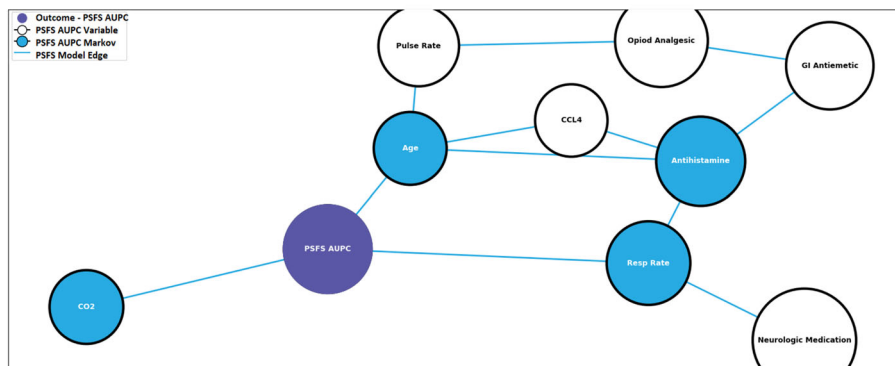 Outcome - PSFS AUPC
PSFS AUPC Variable
PSFS AUPC Markov
PSFS Model Edge
Pulse Rate
Opiod Analgesic
GI Antiemetic
CCL4
Age
Antihistamine
PSFS AUPC
Resp Rate
CO2
Neurologic Medication